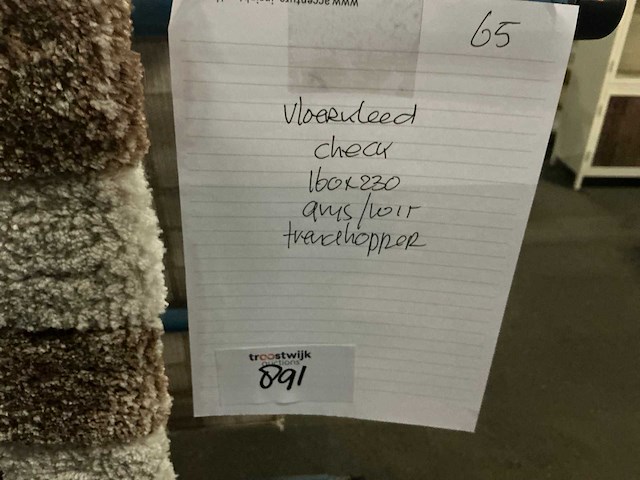 65
Vloerkleed
check
160x230
grijs/wit
trendhopper
troostwijk
auctions
891